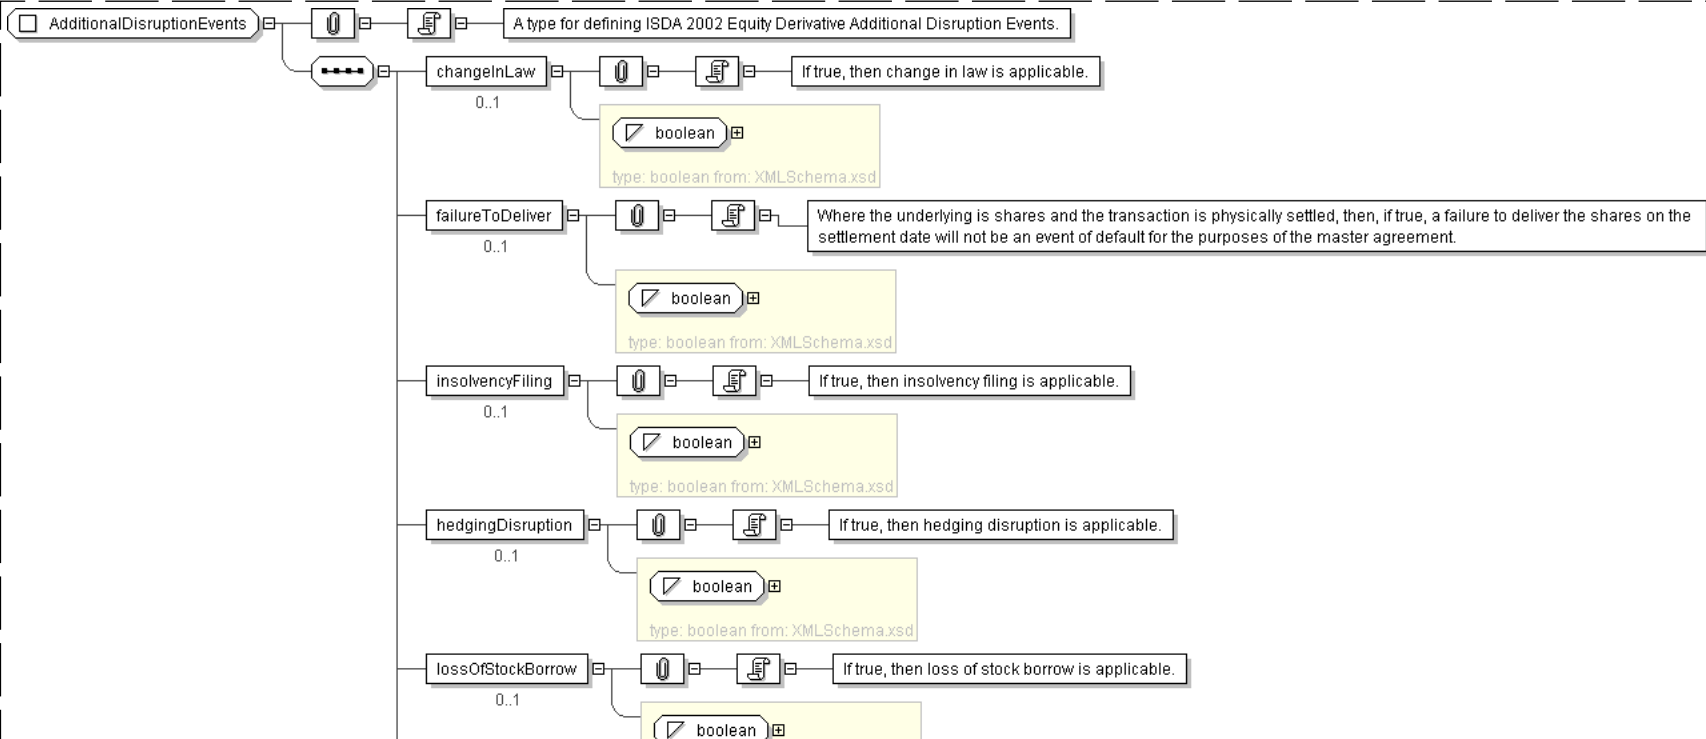 AdditionalDisruptionEvents
A type for defining ISDA 2002 Equity Derivative Additional Disruption Events.
changeInLaw
If true, then change in law is applicable.
0..1
boolean
type: boolean from: XMLSchema.xsd
failureToDeliver
Where the underlying is shares and the transaction is physically settled, then, if true, a failure to deliver the shares on the
settlement date will not be an event of default for the purposes of the master agreement.
0..1
boolean
type: boolean from: XMLSchema.xsd
insolvencyFiling
If true, then insolvency filing is applicable.
0..1
boolean
type: boolean from: XMLSchema.xsd
hedgingDisruption
If true, then hedging disruption is applicable.
0..1
boolean
type: boolean from: XMLSchema.xsd
lossOfStockBorrow
If true, then loss of stock borrow is applicable.
0..1
boolean